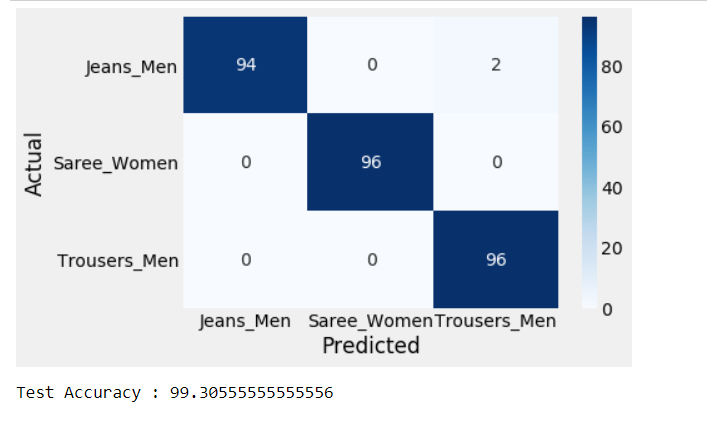 Jeans_Men 94 0 2
80
60
Saree_Women 0 96 0
40
20
Trousers_Men 0 0 96
0
Jeans_Men Saree_Women Trousers_Men
Predicted
Actual
Test Accuracy : 99.30555555555556